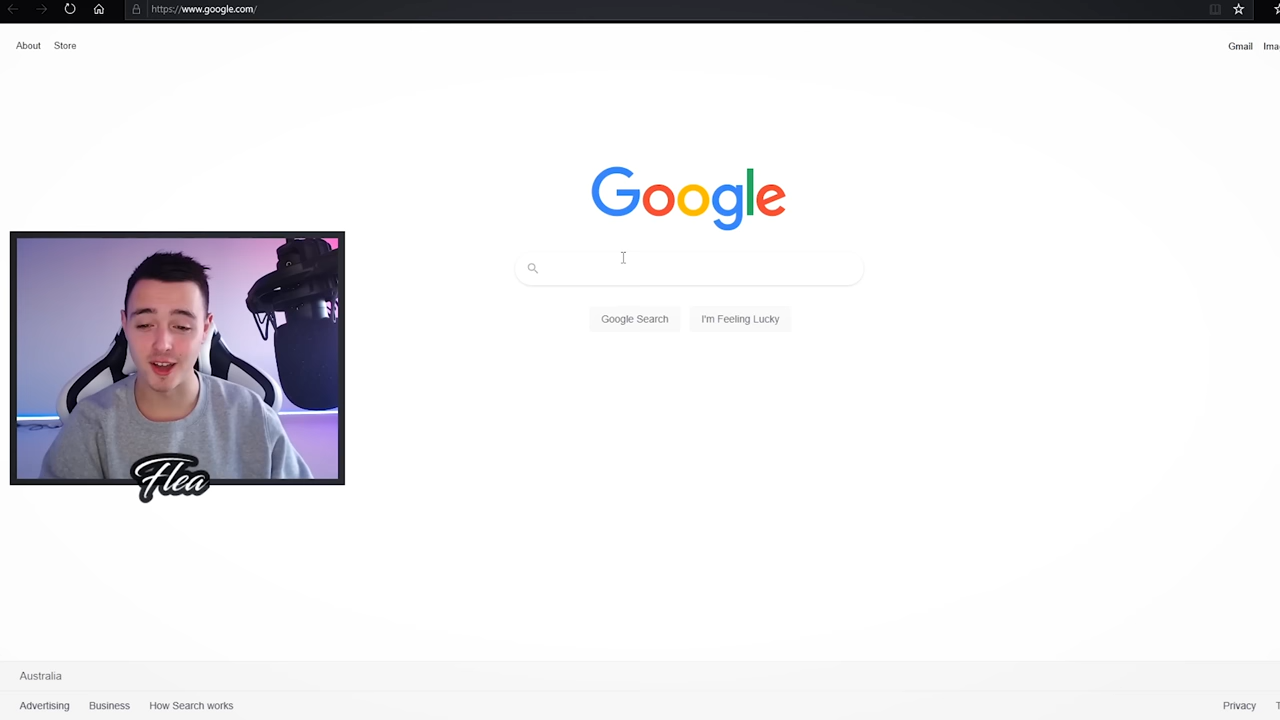 https://www.google.com/
About Store
Gmail Ima
Google
Google Search I'm Feeling Lucky
Flea
Australia
Advertising Business How Search works
Privacy T